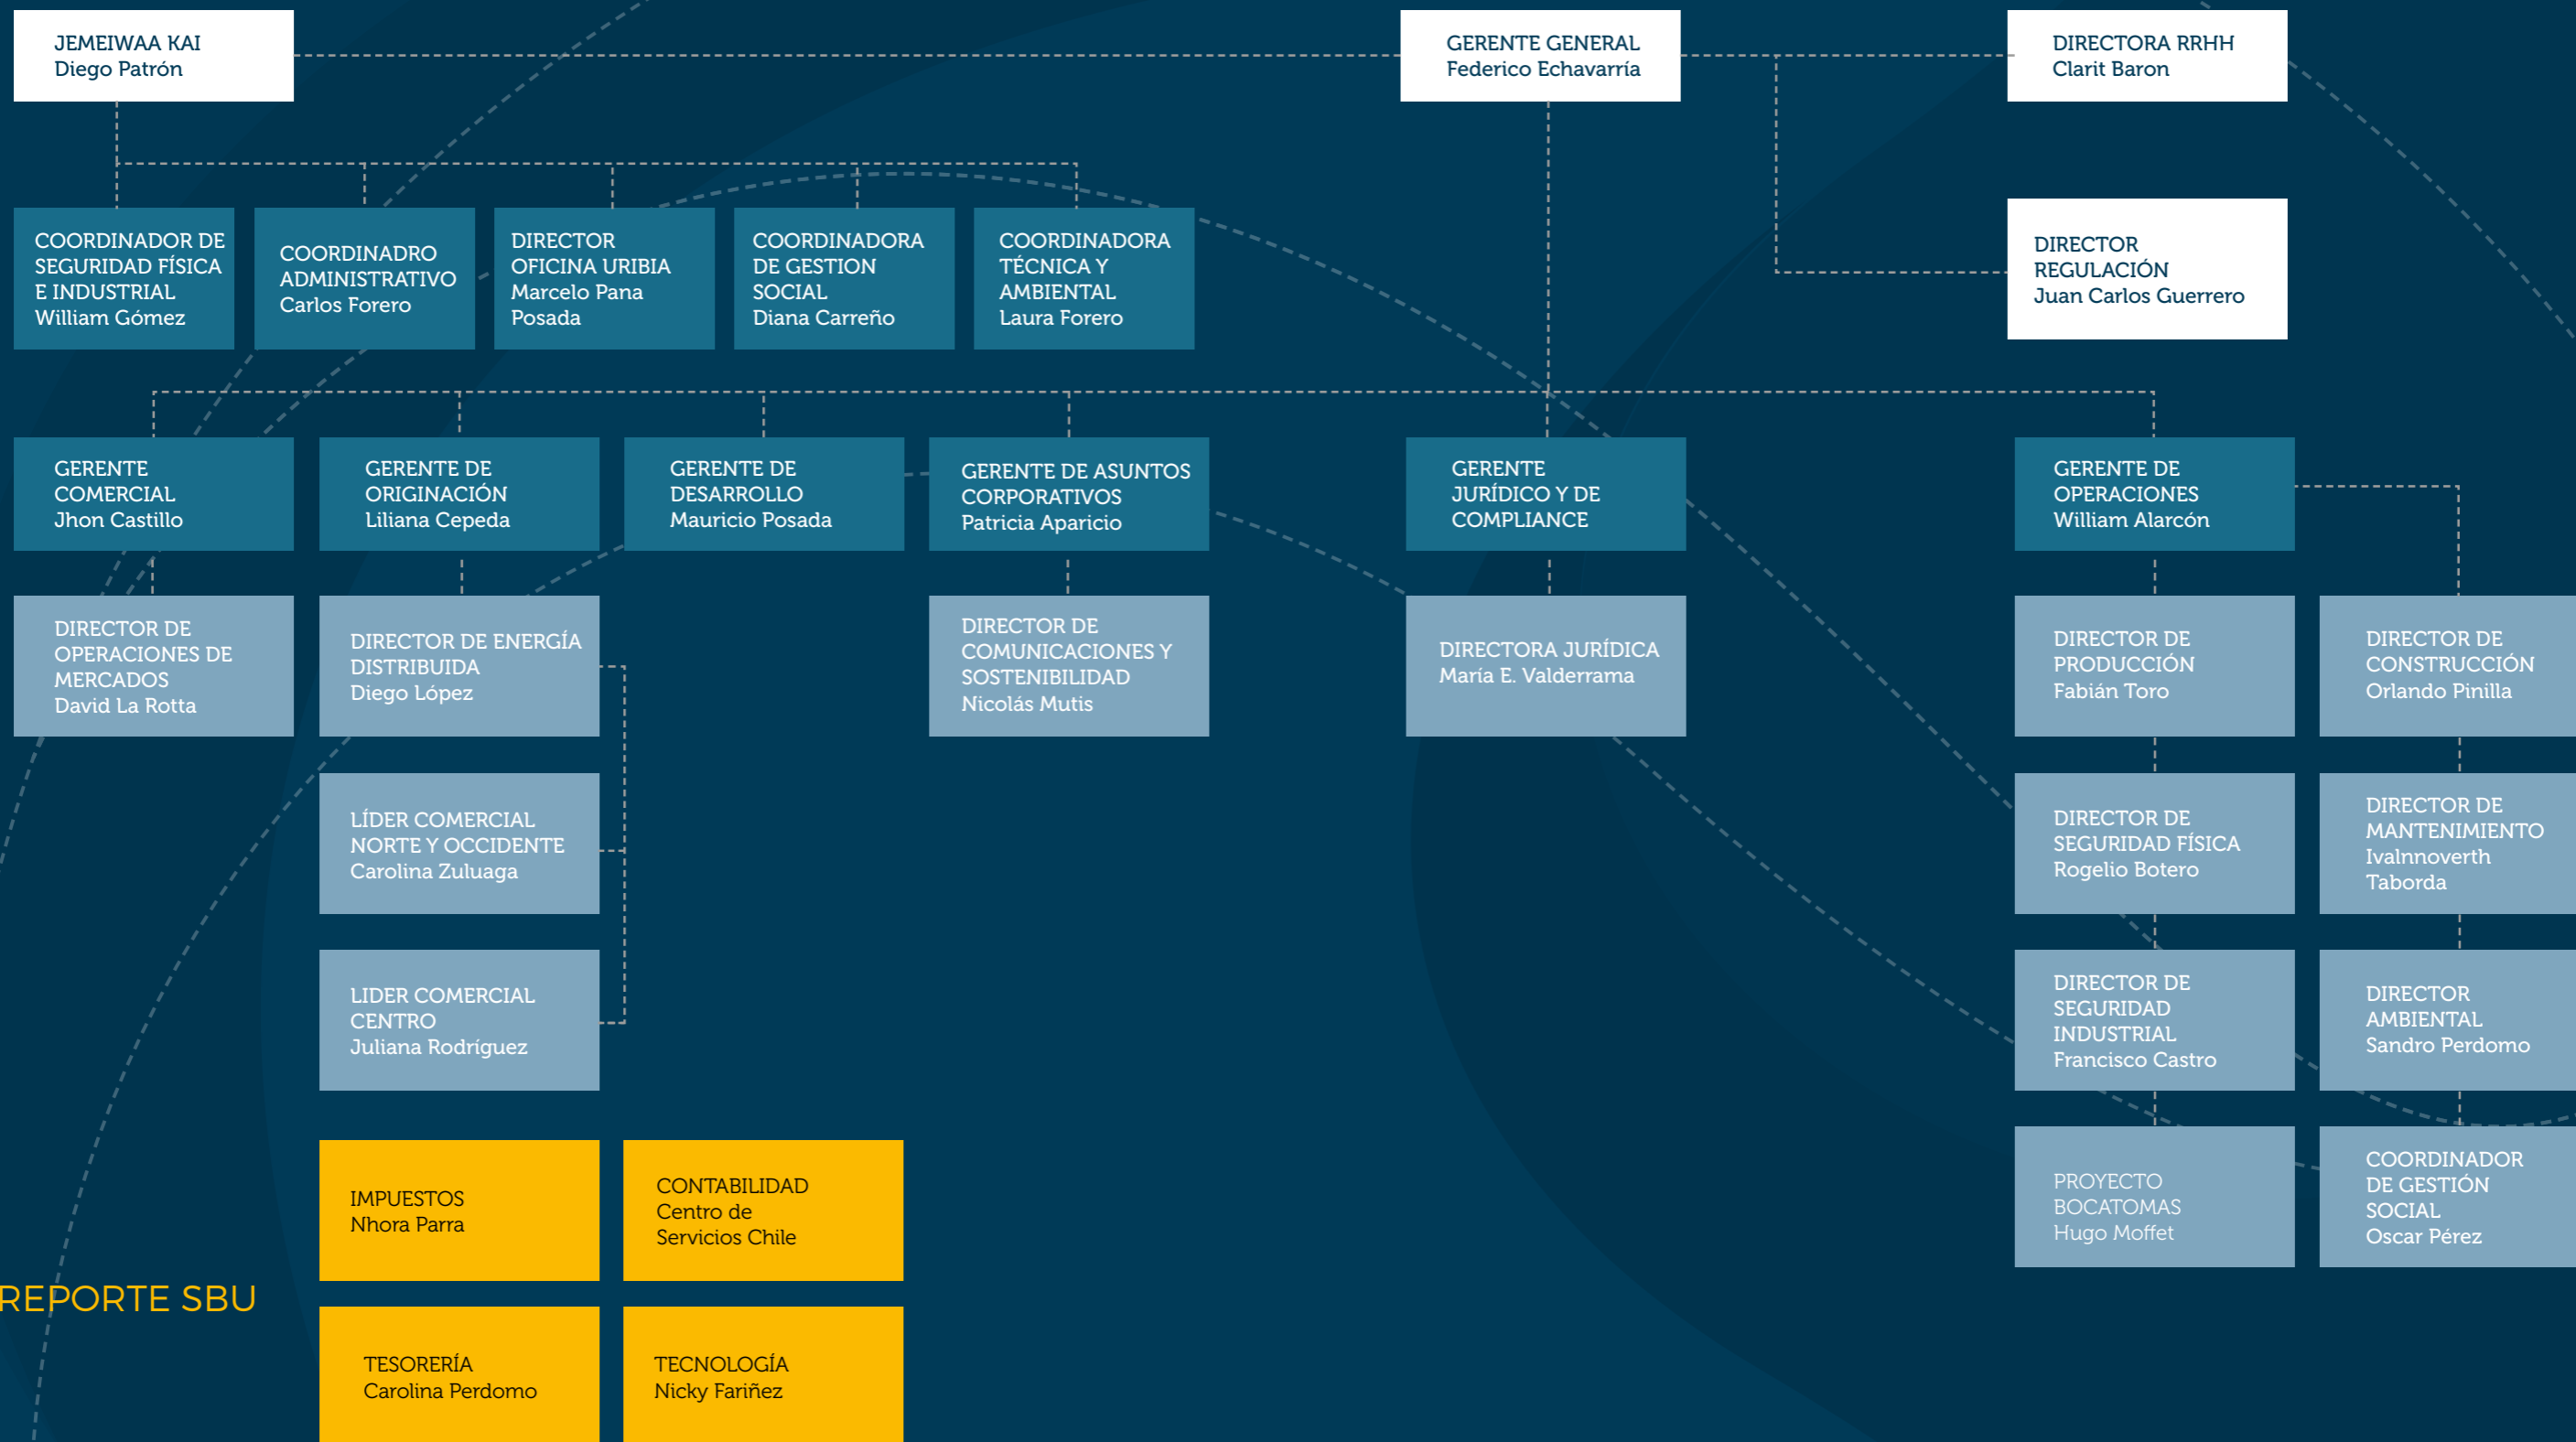 JEMEIWAA KAI
Diego Patrón
GERENTE GENERAL
Federico Echavarría
DIRECTORA RRHH
Clarit Baron
COORDINADOR DE
SEGURIDAD FÍSICA
E INDUSTRIAL
William Gómez
COORDINADRO
ADMINISTRATIVO
Carlos Forero
DIRECTOR
OFICINA URIBIA
Marcelo Pana
Posada
COORDINADORA
DE GESTION
SOCIAL
Diana Carreño
COORDINADORA
TÉCNICA Y
AMBIENTAL
Laura Forero
DIRECTOR
REGULACIÓN
Juan Carlos Guerrero
GERENTE
COMERCIAL
Jhon Castillo
GERENTE DE
ORIGINACIÓN
Liliana Cepeda
GERENTE DE
DESARROLLO
Mauricio Posada
GERENTE DE ASUNTOS
CORPORATIVOS
Patricia Aparicio
GERENTE
JURÍDICO Y DE
COMPLIANCE
GERENTE DE
OPERACIONES
William Alarcón
DIRECTOR DE
OPERACIONES DE
MERCADOS
David La Rotta
DIRECTOR DE ENERGÍA
DISTRIBUIDA
Diego López
DIRECTOR DE
COMUNICACIONES Y
SOSTENIBILIDAD
Nicolás Mutis
DIRECTORA JURÍDICA
María E. Valderrama
DIRECTOR DE
PRODUCCIÓN
Fabián Toro
DIRECTOR DE
CONSTRUCCIÓN
Orlando Pinilla
LÍDER COMERCIAL
NORTE Y OCCIDENTE
Carolina Zuluaga
DIRECTOR DE
SEGURIDAD FÍSICA
Rogelio Botero
DIRECTOR DE
MANTENIMIENTO
Ivalnnoverth
Taborda
LIDER COMERCIAL
CENTRO
Juliana Rodríguez
DIRECTOR DE
SEGURIDAD
INDUSTRIAL
Francisco Castro
DIRECTOR
AMBIENTAL
Sandro Perdomo
IMPUESTOS
Nhora Parra
CONTABILIDAD
Centro de
Servicios Chile
PROYECTO
BOCATOMAS
Hugo Moffet
COORDINADOR
DE GESTIÓN
SOCIAL
Oscar Pérez
REPORTE SBU
TESORERÍA
Carolina Perdomo
TECNOLOGÍA
Nicky Fariñez